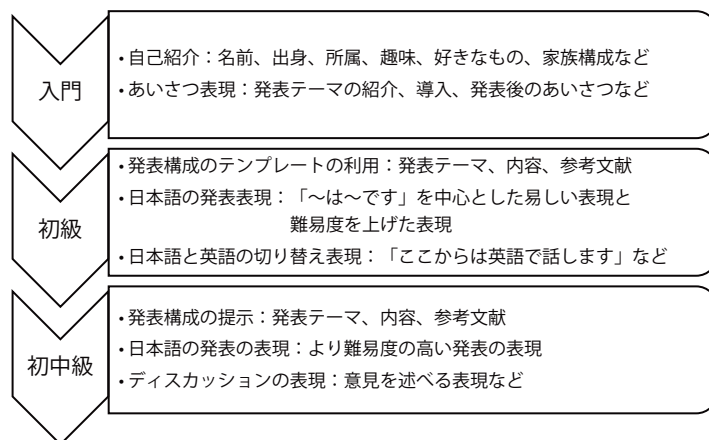 入門
・自己紹介：名前、出身、所属、趣味、好きなもの、家族構成など
・あいさつ表現：発表テーマの紹介、導入、発表後のあいさつなど
初級
・発表構成のテンプレートの利用：発表テーマ、内容、参考文献
・日本語の発表表現：「～は～です」を中心とした易しい表現と
難易度を上げた表現
・日本語と英語の切り替え表現：「ここからは英語で話します」など
初中級
・発表構成の提示：発表テーマ、内容、参考文献
・日本語の発表の表現：より難易度の高い発表の表現
・ディスカッションの表現：意見を述べる表現など